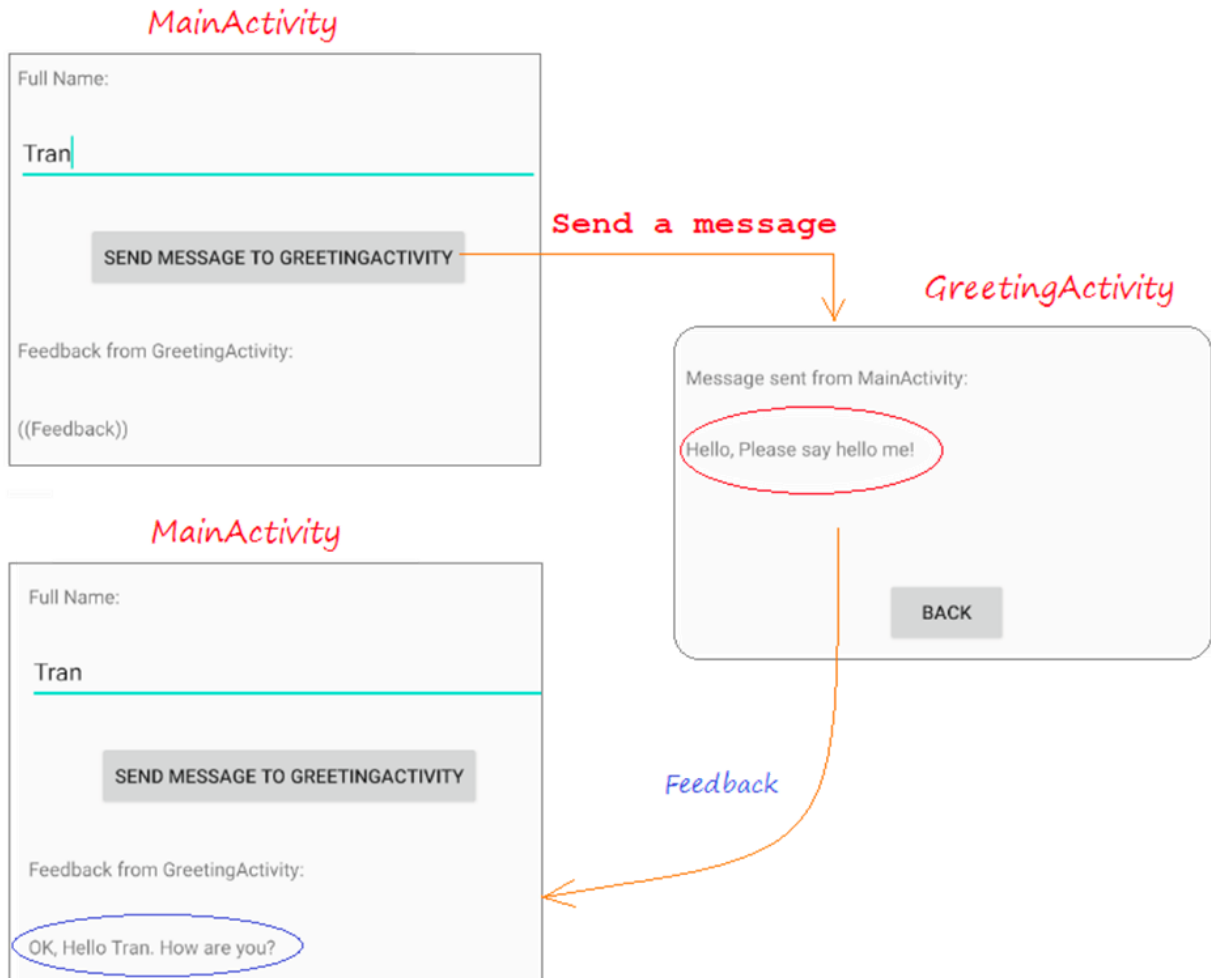 MainActivity
Full Name:
Tran
SEND MESSAGE TO GREETINGACTIVITY
Feedback from GreetingActivity:
((Feedback))
Send a message
GreetingActivity
Message sent from MainActivity:
Hello, Please say hello me!
BACK
Feedback
MainActivity
Full Name:
Tran
SEND MESSAGE TO GREETINGACTIVITY
Feedback from GreetingActivity:
OK, Hello Tran. How are you?